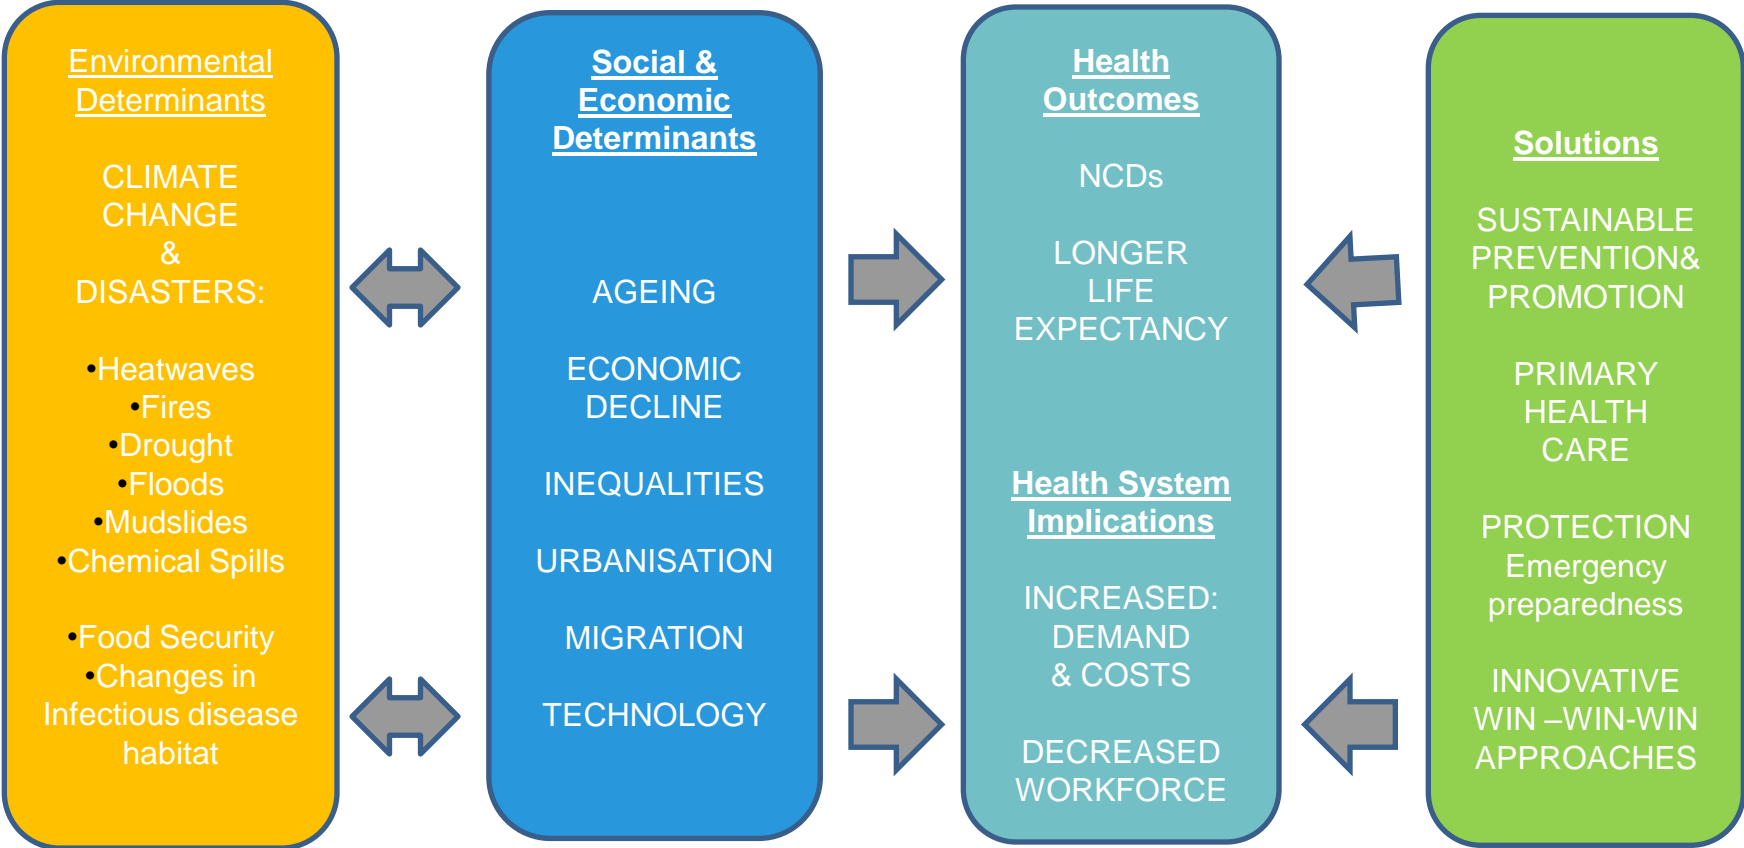 Environmental
Determinants
CLIMATE
CHANGE
&
DISASTERS:
•Heatwaves
•Fires
•Drought
•Floods
•Mudslides
•Chemical Spills
•Food Security
•Changes in
Infectious disease
habitat
Social &
Economic
Determinants
AGEING
ECONOMIC
DECLINE
INEQUALITIES
URBANISATION
MIGRATION
TECHNOLOGY
Health
Outcomes
NCDs
LONGER
LIFE
EXPECTANCY
Health System
Implications
INCREASED:
DEMAND
& COSTS
DECREASED
WORKFORCE
Solutions
SUSTAINABLE
PREVENTION&
PROMOTION
PRIMARY
HEALTH
CARE
PROTECTION
Emergency
preparedness
INNOVATIVE
WIN –WIN-WIN
APPROACHES